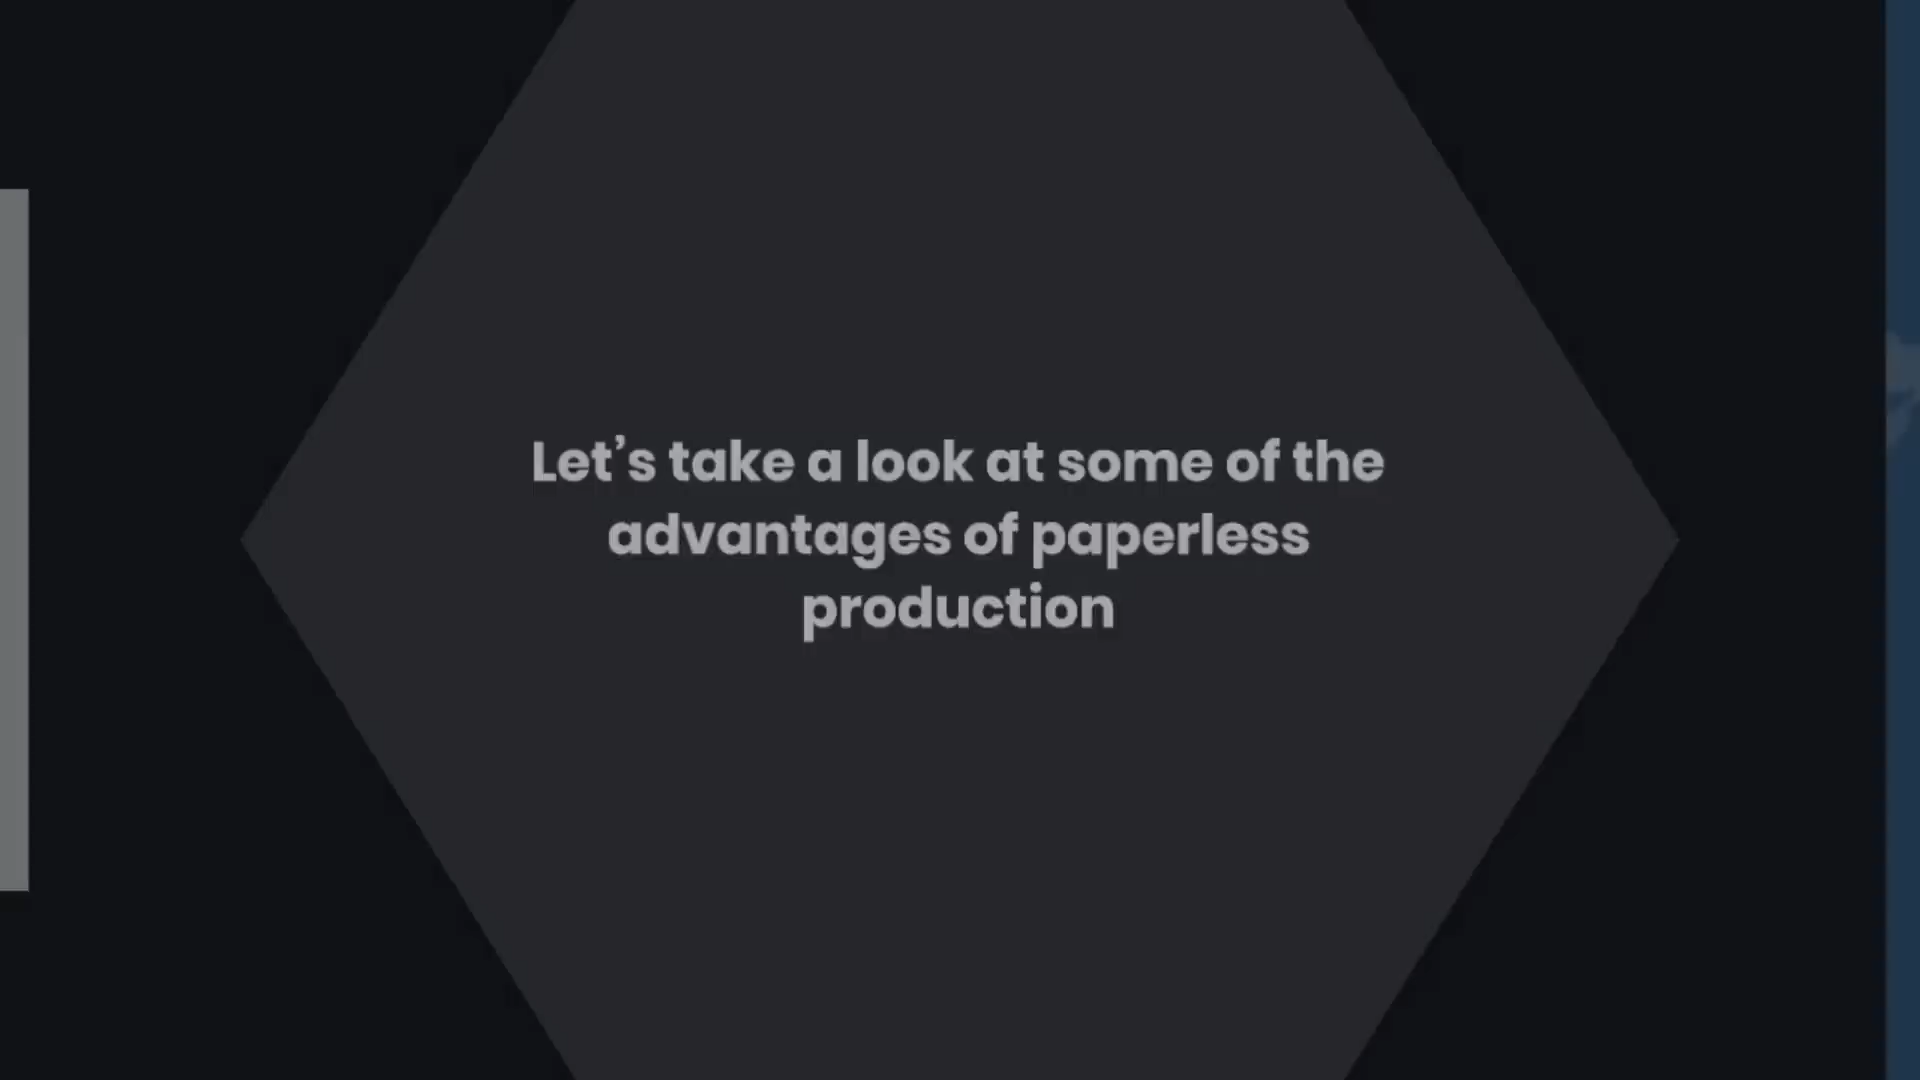 Let’s take a look at some of the
advantages of paperless
production